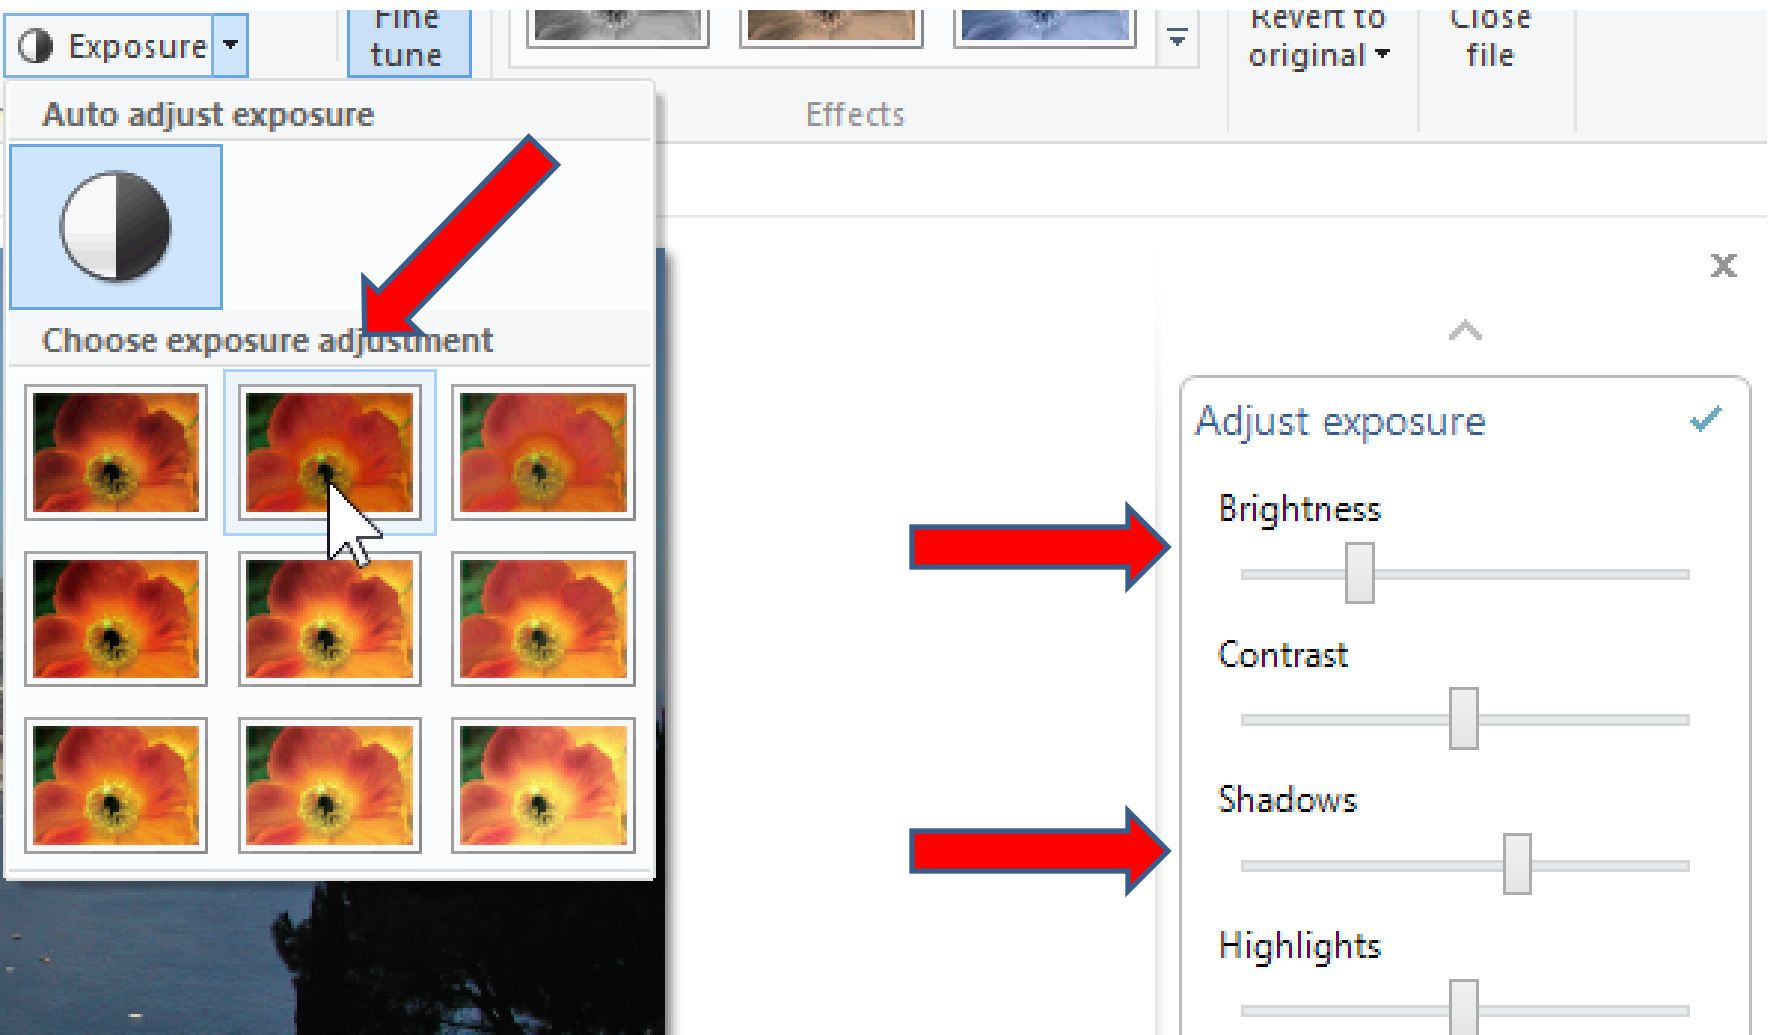 Exposure
Fine
tune
Revert to
original
Close
file
Effects
Auto adjust exposure
Choose exposure adjustment
x
Adjust exposure
Brightness
Contrast
Shadows
Highlights